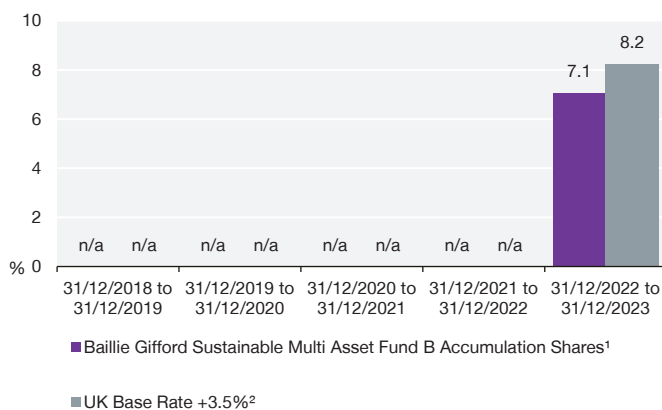 10
8.2
8
7.1
6
4
2
n/a n/a n/a n/a n/a n/a n/a n/a
% 0
31/12/2018 to 31/12/2019 to 31/12/2020 to 31/12/2021 to 31/12/2022 to
31/12/2019 31/12/2020 31/12/2021 31/12/2022 31/12/2023
Baillie Gifford Sustainable Multi Asset Fund B Accumulation Shares¹
UK Base Rate +3.5%²